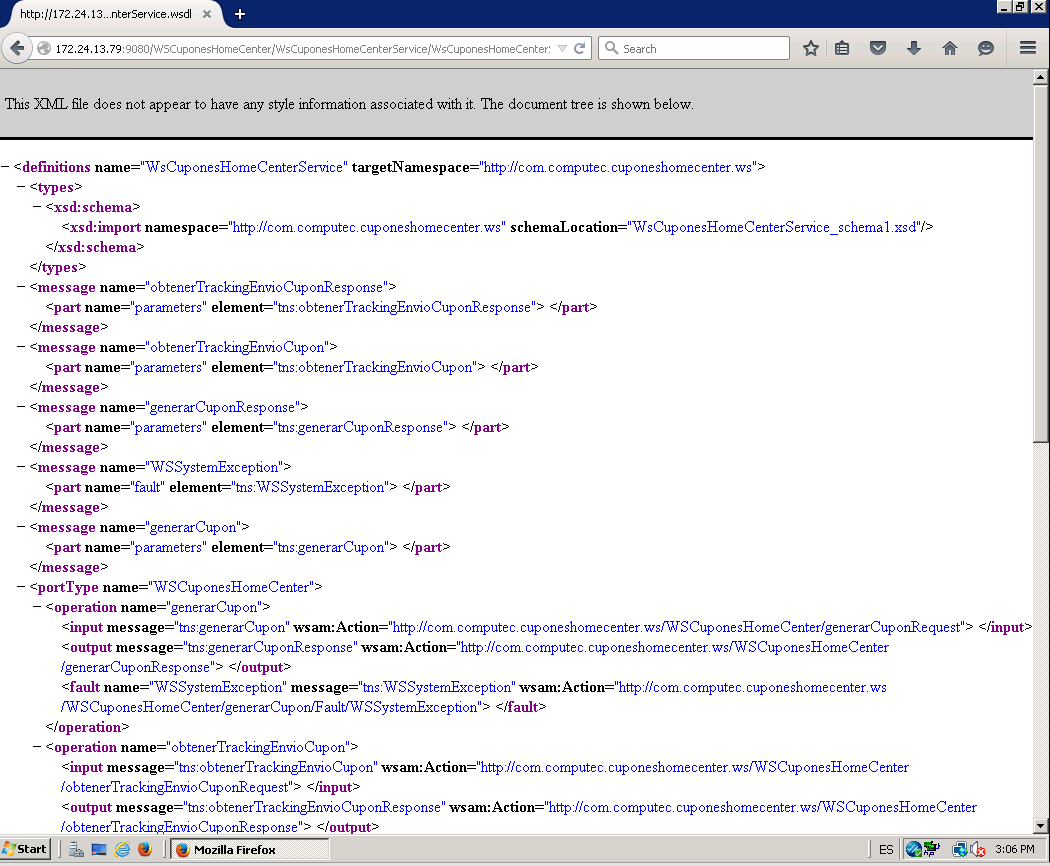 http://172.24.13...nterService.wsdl
172.24.13.79:9080/WSCuponesHomeCenter/WsCuponesHomeCenterService/WsCuponesHomeCenter
Search
This XML file does not appear to have any style information associated with it. The document tree is shown below.
− <definitions name="WsCuponesHomeCenterService" targetNamespace="http://com.computec.cuponeshomecenter.ws">
− <types>
− <xsd:schema>
<xsd:import namespace="http://com.computec.cuponeshomecenter.ws" schemaLocation="WsCuponesHomeCenterService_schema1.xsd"/>
</xsd:schema>
</types>
− <message name="obtenerTrackingEnvioCuponResponse">
<part name="parameters" element="tns:obtenerTrackingEnvioCuponResponse"> </part>
</message>
− <message name="obtenerTrackingEnvioCupon">
<part name="parameters" element="tns:obtenerTrackingEnvioCupon"> </part>
</message>
− <message name="generarCuponResponse">
<part name="parameters" element="tns:generarCuponResponse"> </part>
</message>
− <message name="WSSystemException">
<part name="fault" element="tns:WSSystemException"> </part>
</message>
− <message name="generarCupon">
<part name="parameters" element="tns:generarCupon"> </part>
</message>
− <portType name="WSCuponesHomeCenter">
− <operation name="generarCupon">
<input message="tns:generarCupon" wsam:Action="http://com.computec.cuponeshomecenter.ws/WSCuponesHomeCenter/generarCuponRequest"> </input>
<output message="tns:generarCuponResponse" wsam:Action="http://com.computec.cuponeshomecenter.ws/WSCuponesHomeCenter
/generarCuponResponse"> </output>
<fault name="WSSystemException" message="tns:WSSystemException" wsam:Action="http://com.computec.cuponeshomecenter.ws
/WSCuponesHomeCenter/generarCupon/Fault/WSSystemException"> </fault>
</operation>
− <operation name="obtenerTrackingEnvioCupon">
<input message="tns:obtenerTrackingEnvioCupon" wsam:Action="http://com.computec.cuponeshomecenter.ws/WSCuponesHomeCenter
/obtenerTrackingEnvioCuponRequest"> </input>
<output message="tns:obtenerTrackingEnvioCuponResponse" wsam:Action="http://com.computec.cuponeshomecenter.ws/WSCuponesHomeCenter
/obtenerTrackingEnvioCuponResponse"> </output>
Start
Mozilla Firefox
ES
3:06 PM